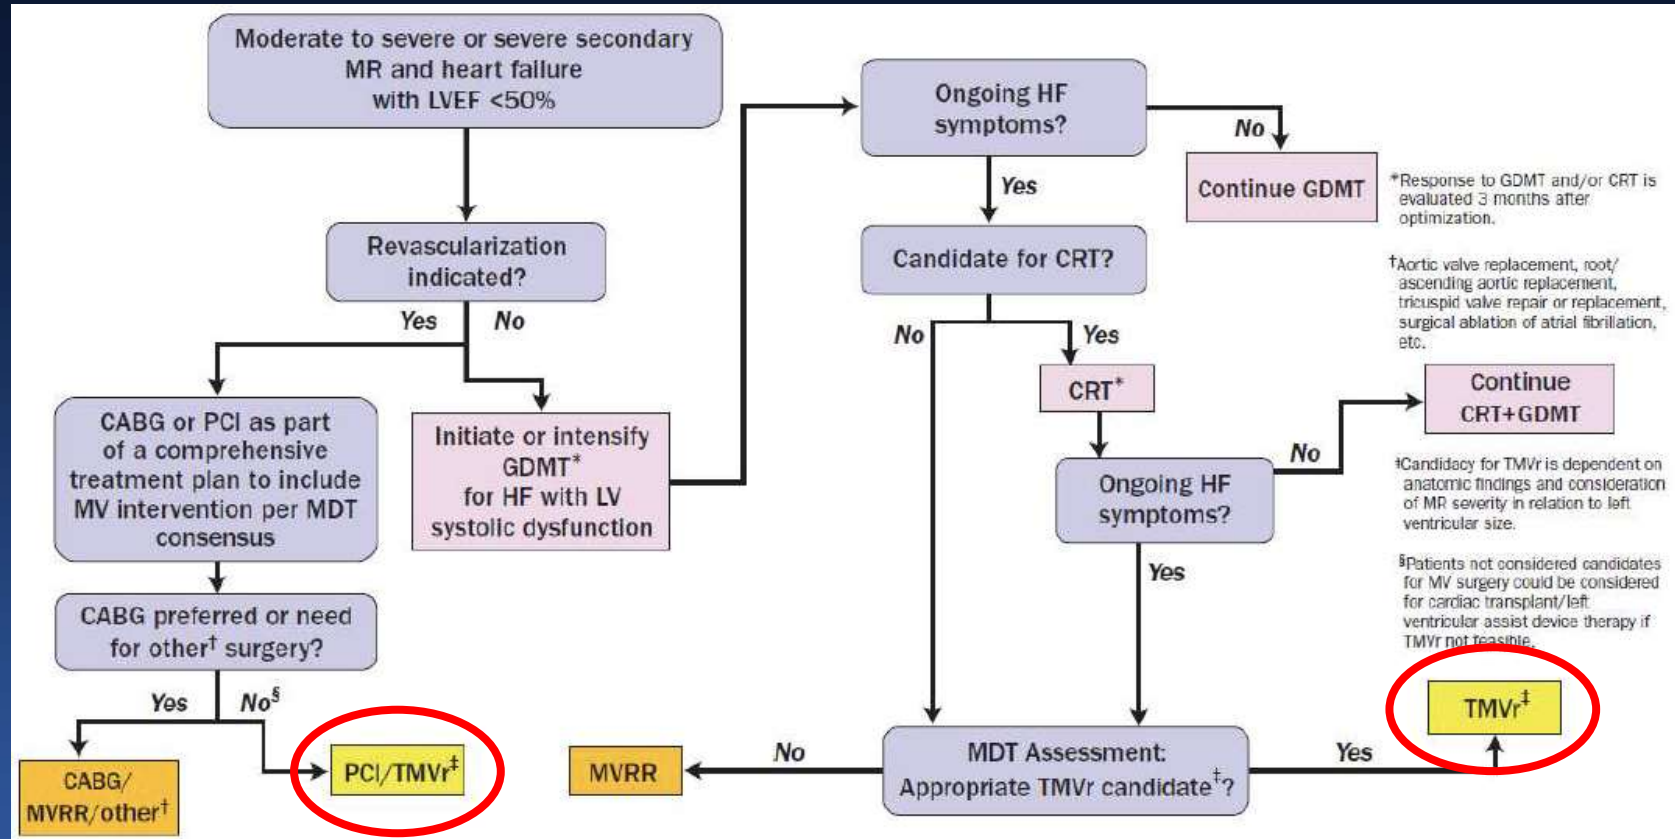 Moderate to severe or severe secondary
MR and heart failure
with LVEF <50%
Revascularization
indicated?
Yes
No
CABG or PCI as part
of a comprehensive
treatment plan to include
MV intervention per MDT
consensus
Initiate or intensify
GDMT*
for HF with LV
systolic dysfunction
CABG preferred or need
for other† surgery?
Yes
No§
CABG/
MVRR/other†
PCI/TMVr‡
Ongoing HF
symptoms?
No
Continue GDMT
Yes
Candidate for CRT?
No
Yes
CRT*
Ongoing HF
symptoms?
No
Continue
CRT+GDMT
Yes
MDT Assessment:
Appropriate TMVr candidate‡?
No
MVRR
Yes
TMVr‡
*Response to GDMT and/or CRT is
evaluated 3 months after
optimization.
†Aortic valve replacement, root/
ascending aortic replacement,
tricuspid valve repair or replacement,
surgical ablation of atrial fibrillation,
etc.
‡Candidacy for TMVr is dependent on
anatomic findings and consideration
of MR severity in relation to left
ventricular size.
§Patients not considered candidates
for MV surgery could be considered
for cardiac transplant/left
ventricular assist device therapy if
TMVr not feasible.